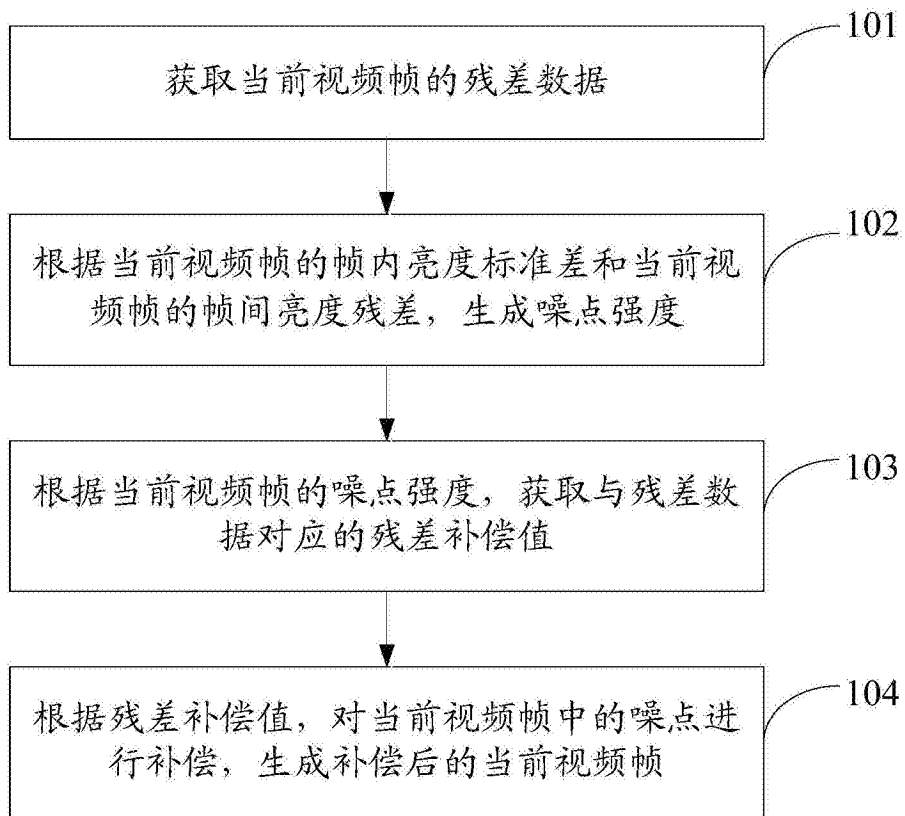 101
获取当前视频帧的残差数据
102
根据当前视频帧的帧内亮度标准差和当前视
频帧的帧间亮度残差，生成噪点强度
103
根据当前视频帧的噪点强度，获取与残差数
据对应的残差补偿值
104
根据残差补偿值，对当前视频帧中的噪点进
行补偿，生成补偿后的当前视频帧